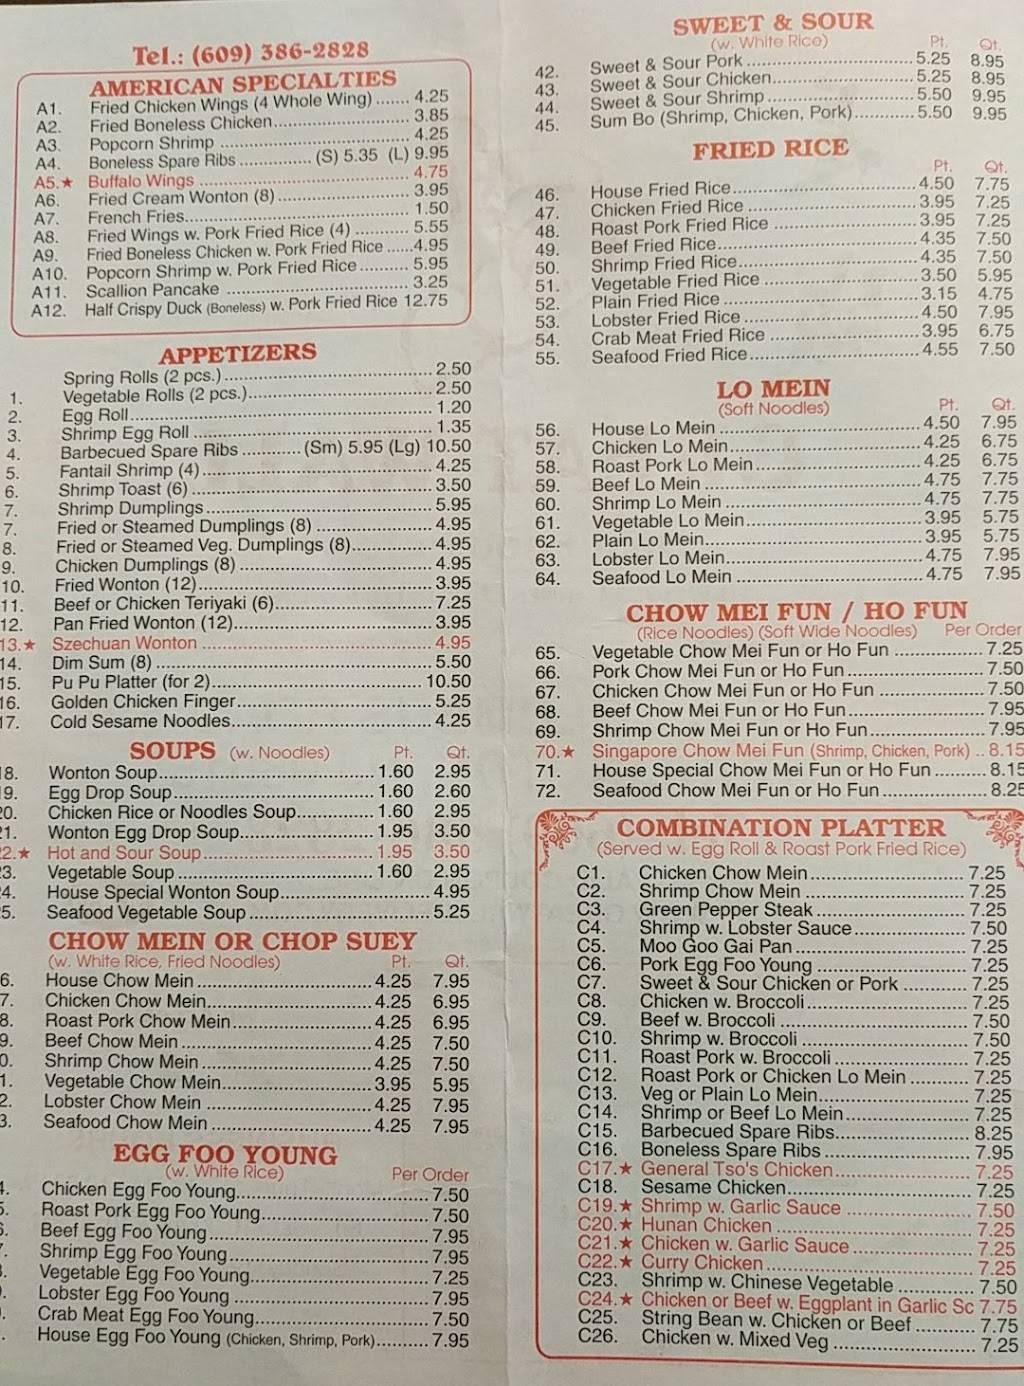 Tel.: (609) 386-2828
AMERICAN SPECIALTIES
A1. Fried Chicken Wings (4 Whole Wing) ....... 4.25
A2. Fried Boneless Chicken ....... 3.85
A3. Popcorn Shrimp ....... 4.25
A4. Boneless Spare Ribs ....... (S) 5.35 (L) 9.95
A5.★ Buffalo Wings ....... 4.75
A6. Fried Cream Wonton (8) ....... 3.95
A7. French Fries ....... 1.50
A8. Fried Wings w. Pork Fried Rice (4) ....... 5.55
A9. Fried Boneless Chicken w. Pork Fried Rice ...... 4.95
A10. Popcorn Shrimp w. Pork Fried Rice ....... 5.95
A11. Scallion Pancake ....... 3.25
A12. Half Crispy Duck (Boneless) w. Pork Fried Rice 12.75
APPETIZERS
Spring Rolls (2 pcs.) ....... 2.50
1. Vegetable Rolls (2 pcs.) ....... 2.50
2. Egg Roll ....... 1.20
3. Shrimp Egg Roll ....... 1.35
4. Barbecued Spare Ribs ....... (Sm) 5.95 (Lg) 10.50
5. Fantail Shrimp (4) ....... 4.25
6. Shrimp Toast (6) ....... 3.50
7. Shrimp Dumplings ....... 5.95
7. Fried or Steamed Dumplings (8) ....... 4.95
8. Fried or Steamed Veg. Dumplings (8) ....... 4.95
9. Chicken Dumplings (8) ....... 4.95
10. Fried Wonton (12) ....... 3.95
11. Beef or Chicken Teriyaki (6) ....... 7.25
12. Pan Fried Wonton (12) ....... 3.95
13.★ Szechuan Wonton ....... 4.95
14. Dim Sum (8) ....... 5.50
15. Pu Pu Platter (for 2) ....... 10.50
16. Golden Chicken Finger ....... 5.25
17. Cold Sesame Noodles ....... 4.25
SOUPS (w. Noodles) Pt. Qt.
18. Wonton Soup ....... 1.60 2.95
19. Egg Drop Soup ....... 1.60 2.60
20. Chicken Rice or Noodles Soup ....... 1.60 2.95
21. Wonton Egg Drop Soup ....... 1.95 3.50
22.★ Hot and Sour Soup ....... 1.95 3.50
23. Vegetable Soup ....... 1.60 2.95
24. House Special Wonton Soup ....... 4.95
25. Seafood Vegetable Soup ....... 5.25
CHOW MEIN OR CHOP SUEY
(w. White Rice, Fried Noodles) Pt. Qt.
6. House Chow Mein ....... 4.25 7.95
7. Chicken Chow Mein ....... 4.25 6.95
8. Roast Pork Chow Mein ....... 4.25 6.95
9. Beef Chow Mein ....... 4.25 7.50
0. Shrimp Chow Mein ....... 4.25 7.50
1. Vegetable Chow Mein ....... 3.95 5.95
2. Lobster Chow Mein ....... 4.25 7.95
3. Seafood Chow Mein ....... 4.25 7.95
EGG FOO YOUNG
(w. White Rice) Per Order
4. Chicken Egg Foo Young ....... 7.50
5. Roast Pork Egg Foo Young ....... 7.50
6. Beef Egg Foo Young ....... 7.95
7. Shrimp Egg Foo Young ....... 7.95
8. Vegetable Egg Foo Young ....... 7.25
Lobster Egg Foo Young ....... 7.95
Crab Meat Egg Foo Young ....... 7.50
House Egg Foo Young (Chicken, Shrimp, Pork) ....... 7.95
SWEET & SOUR
(w. White Rice) Pt. Qt.
42. Sweet & Sour Pork ....... 5.25 8.95
43. Sweet & Sour Chicken ....... 5.25 8.95
44. Sweet & Sour Shrimp ....... 5.50 9.95
45. Sum Bo (Shrimp, Chicken, Pork) ....... 5.50 9.95
FRIED RICE
Pt. Qt.
46. House Fried Rice ....... 4.50 7.75
47. Chicken Fried Rice ....... 3.95 7.25
48. Roast Pork Fried Rice ....... 3.95 7.25
49. Beef Fried Rice ....... 4.35 7.50
50. Shrimp Fried Rice ....... 4.35 7.50
51. Vegetable Fried Rice ....... 3.50 5.95
52. Plain Fried Rice ....... 3.15 4.75
53. Lobster Fried Rice ....... 4.50 7.95
54. Crab Meat Fried Rice ....... 3.95 6.75
55. Seafood Fried Rice ....... 4.55 7.50
LO MEIN
(Soft Noodles) Pt. Qt.
56. House Lo Mein ....... 4.50 7.95
57. Chicken Lo Mein ....... 4.25 6.75
58. Roast Pork Lo Mein ....... 4.25 6.75
59. Beef Lo Mein ....... 4.75 7.75
60. Shrimp Lo Mein ....... 4.75 7.75
61. Vegetable Lo Mein ....... 3.95 5.75
62. Plain Lo Mein ....... 3.95 5.75
63. Lobster Lo Mein ....... 4.75 7.95
64. Seafood Lo Mein ....... 4.75 7.95
CHOW MEI FUN / HO FUN
(Rice Noodles) (Soft Wide Noodles) Per Order
65. Vegetable Chow Mei Fun or Ho Fun ....... 7.25
66. Pork Chow Mei Fun or Ho Fun ....... 7.50
67. Chicken Chow Mei Fun or Ho Fun ....... 7.50
68. Beef Chow Mei Fun or Ho Fun ....... 7.95
69. Shrimp Chow Mei Fun or Ho Fun ....... 7.95
70.★ Singapore Chow Mei Fun (Shrimp, Chicken, Pork) .. 8.15
71. House Special Chow Mei Fun or Ho Fun ....... 8.15
72. Seafood Chow Mei Fun or Ho Fun ....... 8.25
COMBINATION PLATTER
(Served w. Egg Roll & Roast Pork Fried Rice)
C1. Chicken Chow Mein ....... 7.25
C2. Shrimp Chow Mein ....... 7.25
C3. Green Pepper Steak ....... 7.25
C4. Shrimp w. Lobster Sauce ....... 7.50
C5. Moo Goo Gai Pan ....... 7.25
C6. Pork Egg Foo Young ....... 7.25
C7. Sweet & Sour Chicken or Pork ....... 7.25
C8. Chicken w. Broccoli ....... 7.25
C9. Beef w. Broccoli ....... 7.50
C10. Shrimp w. Broccoli ....... 7.50
C11. Roast Pork w. Broccoli ....... 7.25
C12. Roast Pork or Chicken Lo Mein ....... 7.25
C13. Veg or Plain Lo Mein ....... 7.25
C14. Shrimp or Beef Lo Mein ....... 7.25
C15. Barbecued Spare Ribs ....... 8.25
C16. Boneless Spare Ribs ....... 7.95
C17.★ General Tso's Chicken ....... 7.25
C18. Sesame Chicken ....... 7.25
C19.★ Shrimp w. Garlic Sauce ....... 7.50
C20.★ Hunan Chicken ....... 7.25
C21.★ Chicken w. Garlic Sauce ....... 7.25
C22.★ Curry Chicken ....... 7.25
C23. Shrimp w. Chinese Vegetable ....... 7.50
C24.★ Chicken or Beef w. Eggplant in Garlic Sc 7.75
C25. String Bean w. Chicken or Beef ....... 7.75
C26. Chicken w. Mixed Veg ....... 7.25